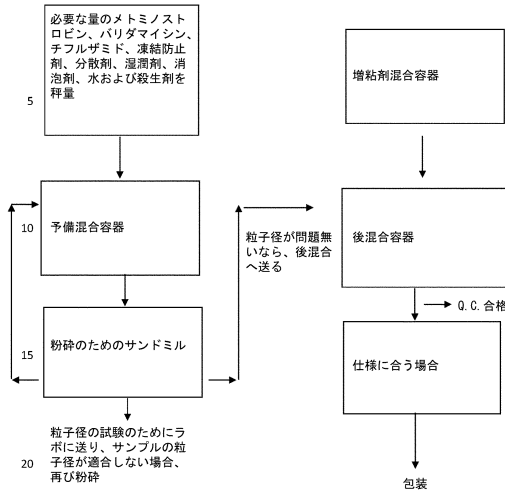 必要な量のメトミノスト
ロビン、バリダマイシン、
チフルザミド、凍結防止
剤、分散剤、湿潤剤、消
泡剤、水および殺生剤を
秤量
5
増粘剤混合容器
予備混合容器
10
粒子径が問題無
いなら、後混合
へ送る
後混合容器
Q.C.合格
粉砕のためのサンドミル
15
仕様に合う場合
粒子径の試験のためにラ
ボに送り、サンプルの粒
子径が適合しない場合、
再び粉砕
20
包装